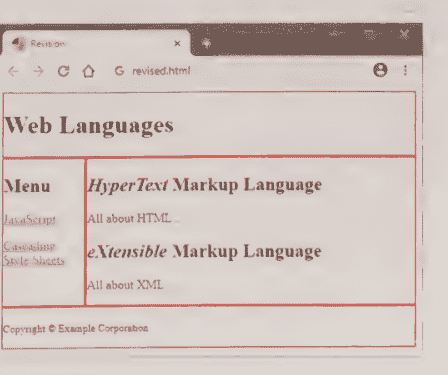 Revision
revised.html
Web Languages
Menu
JavaScript
Cascading
Style Sheets
HyperText Markup Language
All about HTML
eXtensible Markup Language
All about XML
Copyright © Example Corporation